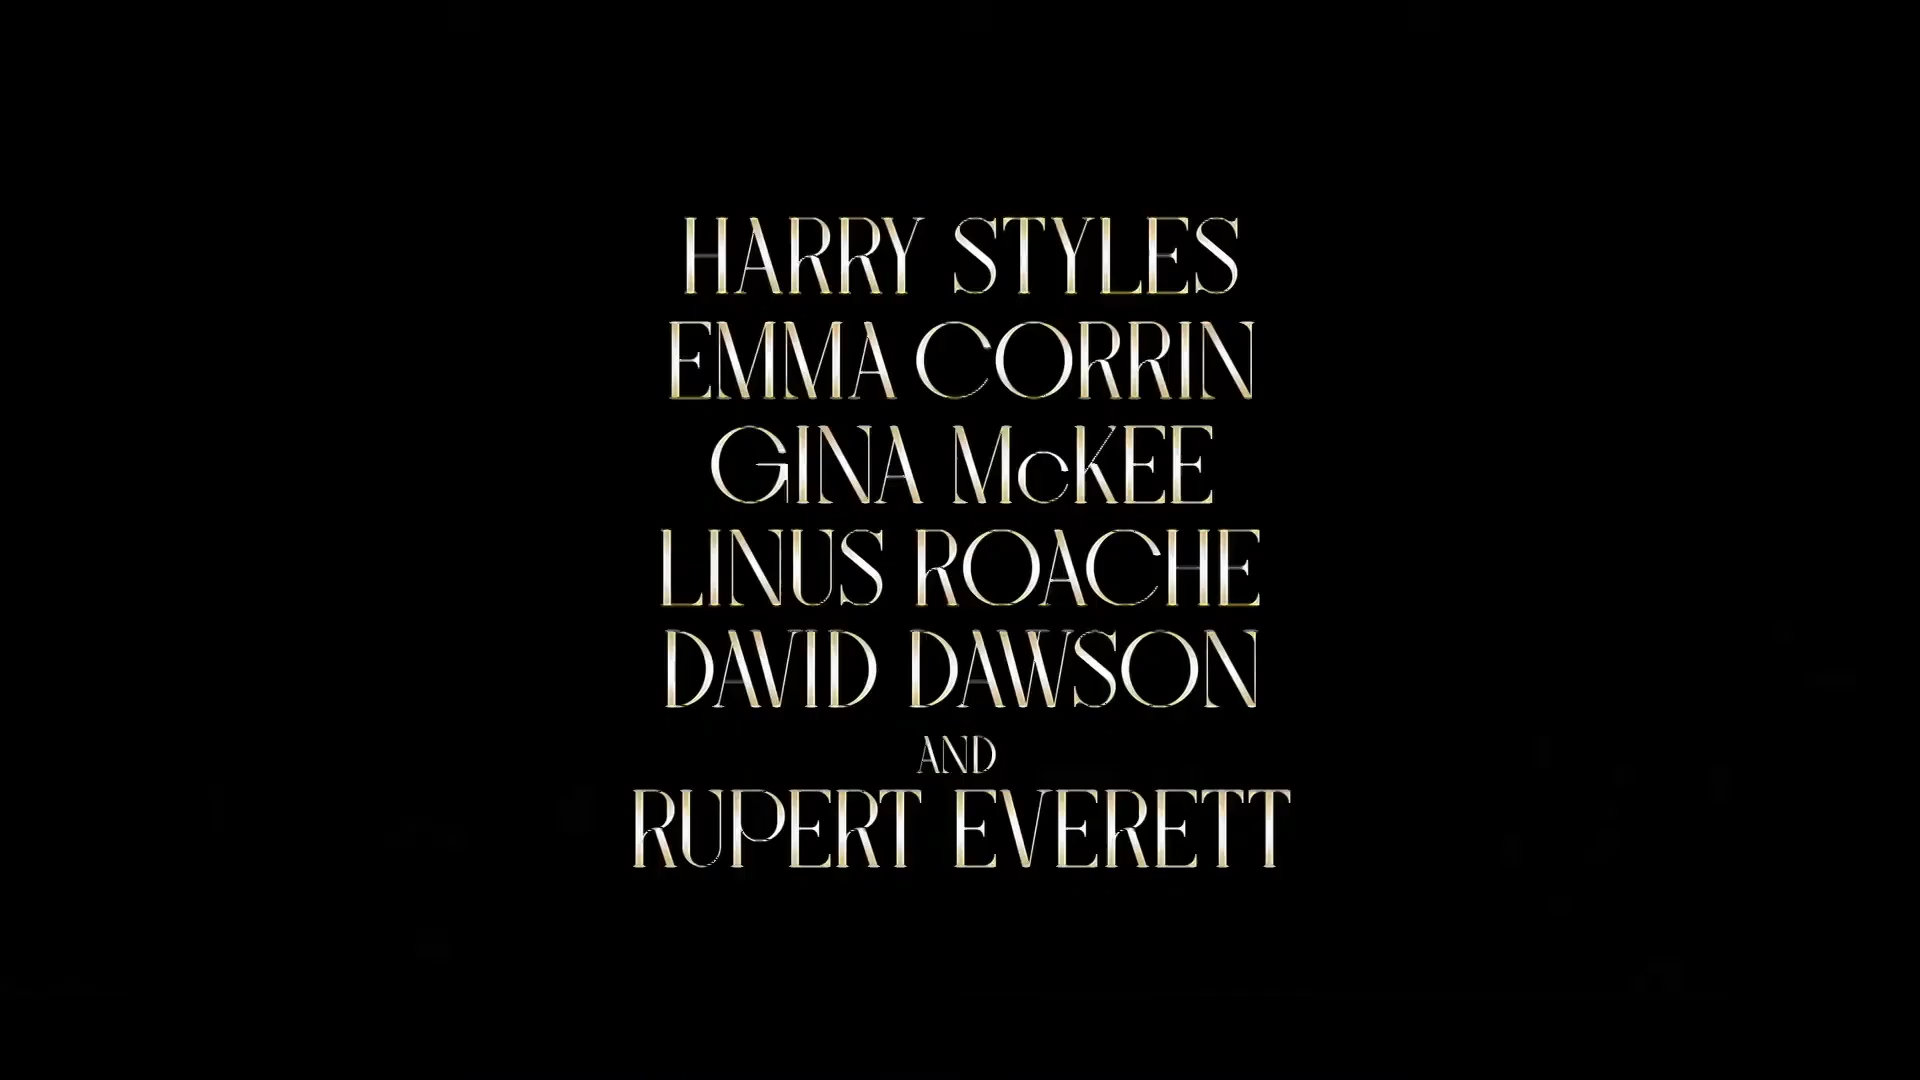 HARRY STYLES
EMMA CORRIN
GINA McKEE
LINUS ROACHE
DAVID DAWSON
AND
RUPERT EVERETT